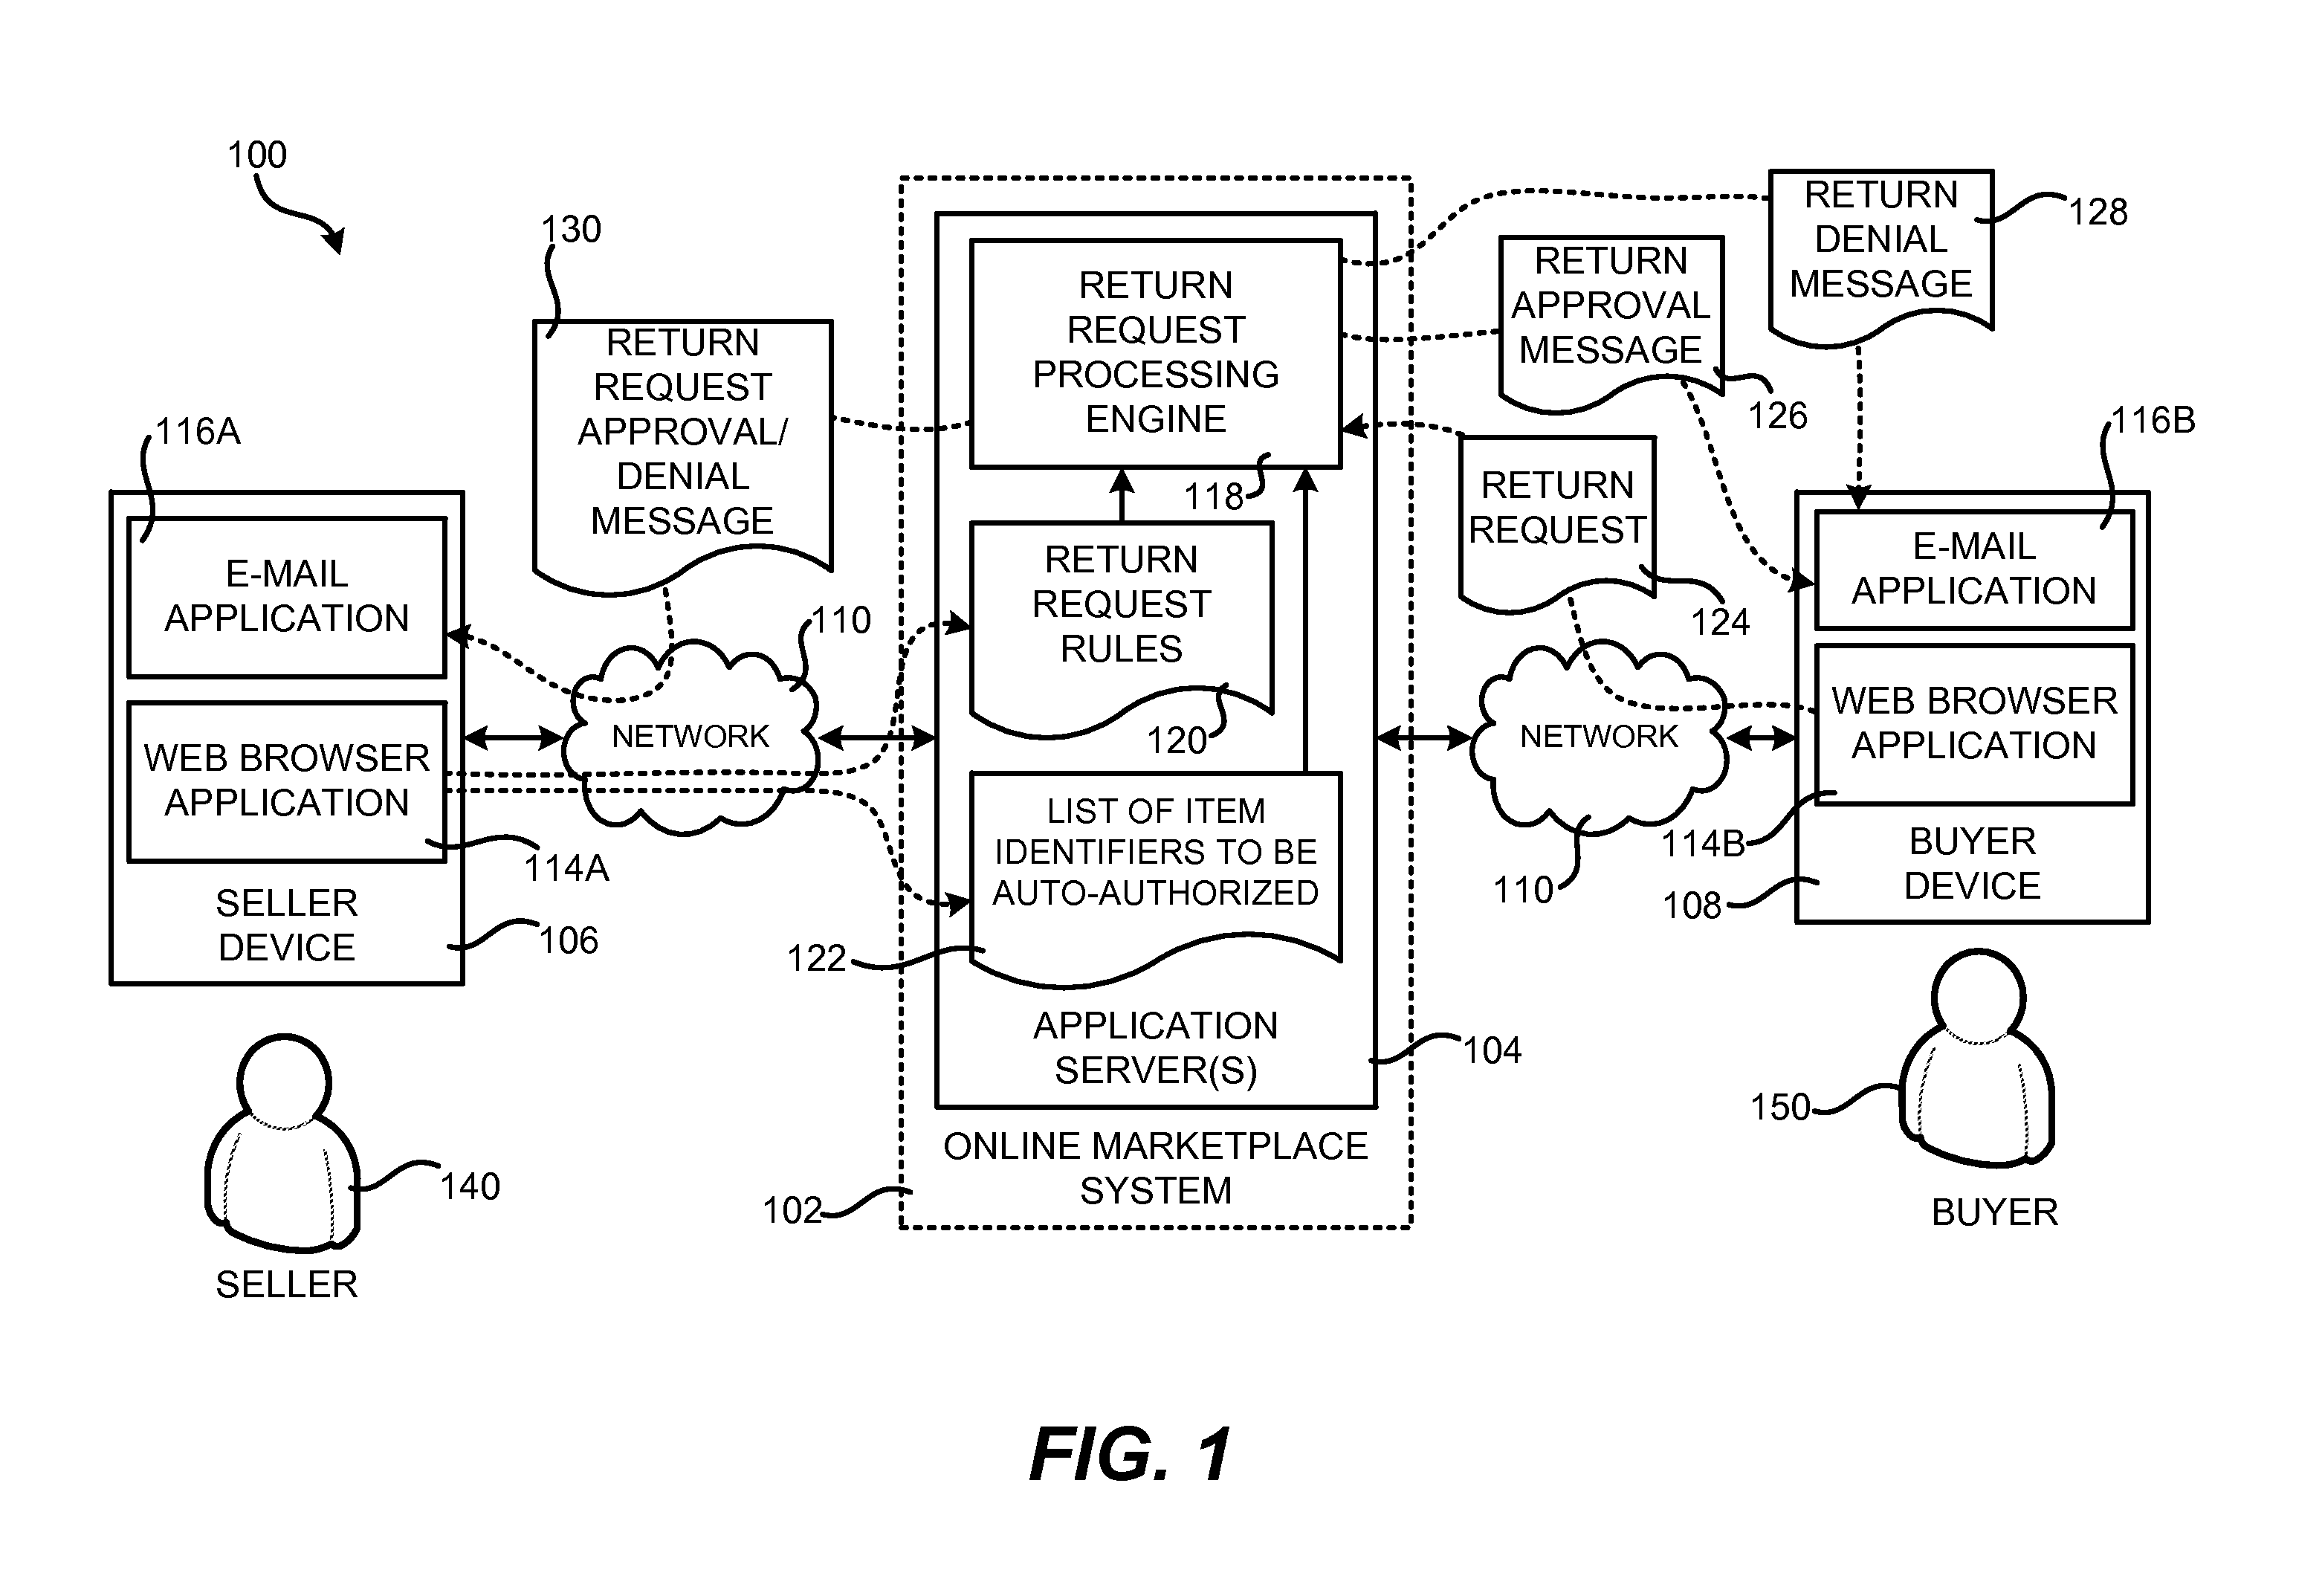 100
130
RETURN
REQUEST
APPROVAL/
DENIAL
MESSAGE
116A
E-MAIL
APPLICATION
WEB BROWSER
APPLICATION
114A
SELLER
DEVICE
106
140
SELLER
110
NETWORK
RETURN
REQUEST
PROCESSING
ENGINE
118
RETURN
REQUEST
RULES
120
LIST OF ITEM
IDENTIFIERS TO BE
AUTO-AUTHORIZED
122
APPLICATION
SERVER(S)
104
ONLINE MARKETPLACE
SYSTEM
102
RETURN
DENIAL
MESSAGE
128
RETURN
APPROVAL
MESSAGE
126
RETURN
REQUEST
124
NETWORK
110
116B
E-MAIL
APPLICATION
WEB BROWSER
APPLICATION
114B
BUYER
DEVICE
108
150
BUYER
FIG. 1